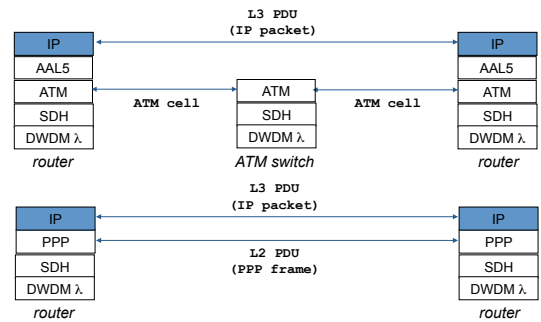 L3 PDU
(IP packet)
IP IP
AAL5 AAL5
ATM ATM ATM
ATM cell ATM cell
SDH SDH SDH
DWDM λ DWDM λ DWDM λ
router ATM switch router
L3 PDU
(IP packet)
IP IP
PPP PPP
L2 PDU
(PPP frame)
SDH SDH
DWDM λ DWDM λ
router router